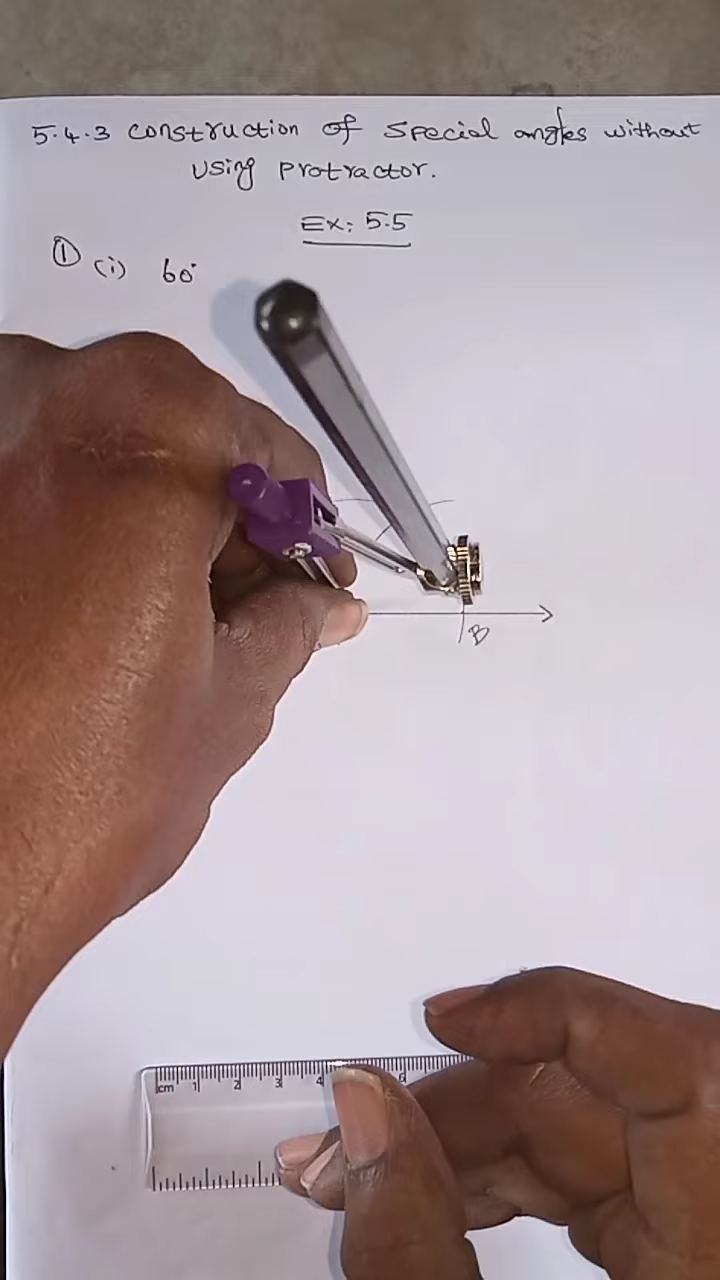 5.4.3 Construction of special angles without
using protractor.
Ex: 5.5
① (i) 60°
B
cm 1 2 3 4 6